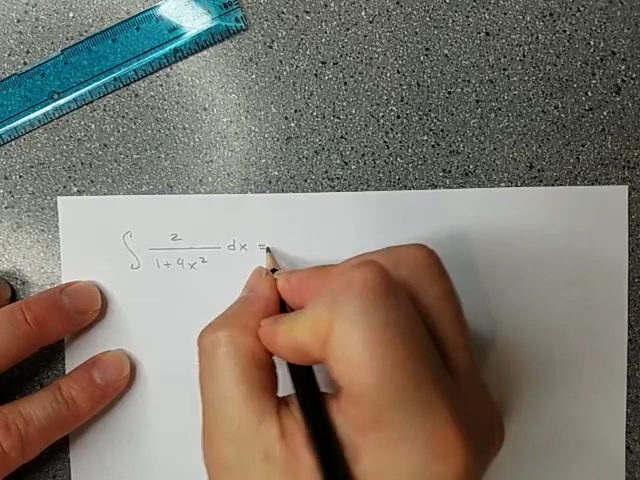 ∫ 2/(1+4x²) dx =